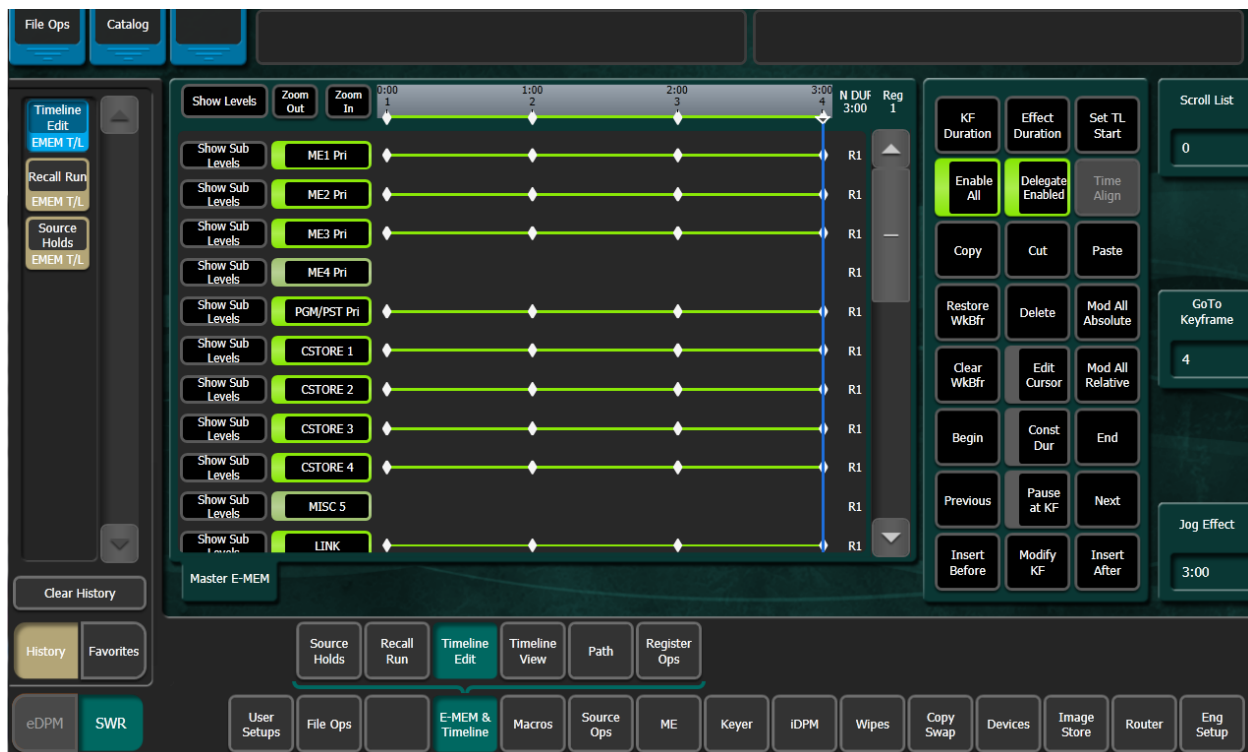 File Ops
Catalog
Timeline
Edit
EMEM T/L
Recall Run
EMEM T/L
Source
Holds
EMEM T/L
Clear History
History
Favorites
eDPM
SWR
Show Levels
Zoom
Out
Zoom
In
0:00
1
1:00
2
2:00
3
3:00
4
N DUR
3:00
Reg
1
Show Sub
Levels
ME1 Pri
R1
Show Sub
Levels
ME2 Pri
R1
Show Sub
Levels
ME3 Pri
R1
Show Sub
Levels
ME4 Pri
R1
Show Sub
Levels
PGM/PST Pri
R1
Show Sub
Levels
CSTORE 1
R1
Show Sub
Levels
CSTORE 2
R1
Show Sub
Levels
CSTORE 3
R1
Show Sub
Levels
CSTORE 4
R1
Show Sub
Levels
MISC 5
R1
Show Sub
Levels
LINK
R1
Master E-MEM
KF
Duration
Effect
Duration
Set TL
Start
Enable
All
Delegate
Enabled
Time
Align
Copy
Cut
Paste
Restore
WkBfr
Delete
Mod All
Absolute
Clear
WkBfr
Edit
Cursor
Mod All
Relative
Begin
Const
Dur
End
Previous
Pause
at KF
Next
Insert
Before
Modify
KF
Insert
After
Scroll List
0
GoTo
Keyframe
4
Jog Effect
3:00
Source
Holds
Recall
Run
Timeline
Edit
Timeline
View
Path
Register
Ops
User
Setups
File Ops
E-MEM &
Timeline
Macros
Source
Ops
ME
Keyer
iDPM
Wipes
Copy
Swap
Devices
Image
Store
Router
Eng
Setup